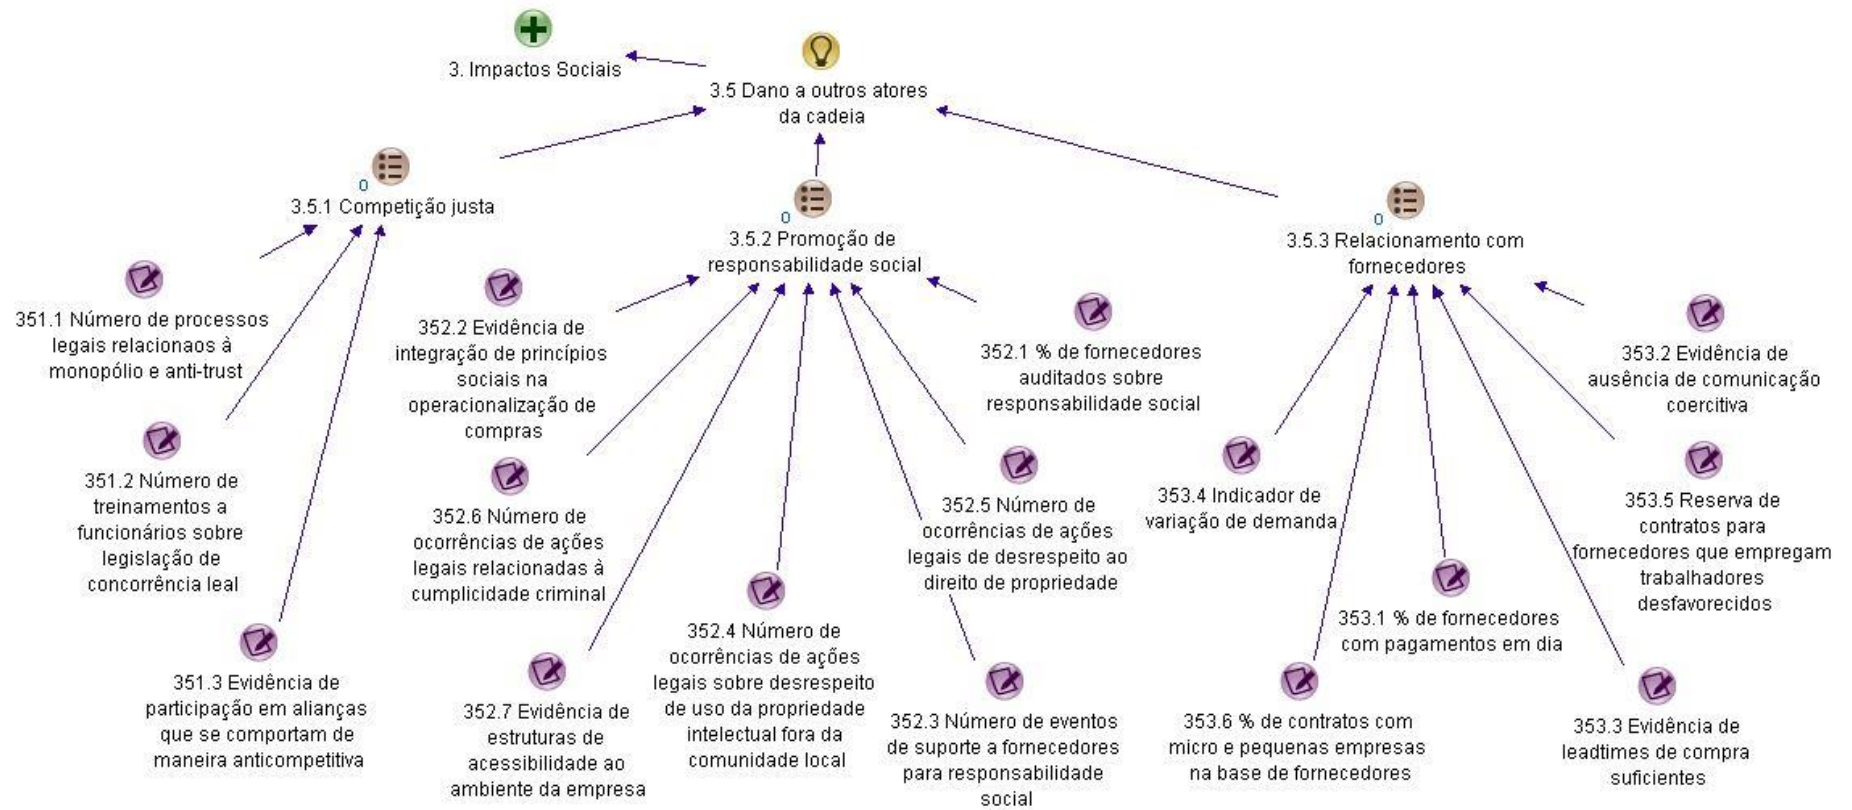 3. Impactos Sociais
3.5 Dano a outros atores
da cadeia
0
3.5.1 Competição justa
0
3.5.2 Promoção de
responsabilidade social
0
3.5.3 Relacionamento com
fornecedores
351.1 Número de processos
legais relacionaos à
monopólio e anti-trust
351.2 Número de
treinamentos a
funcionários sobre
legislação de
concorrência leal
351.3 Evidência de
participação em alianças
que se comportam de
maneira anticompetitiva
352.2 Evidência de
integração de princípios
sociais na
operacionalização de
compras
352.1 % de fornecedores
auditados sobre
responsabilidade social
352.6 Número de
ocorrências de ações
legais relacionadas à
cumplicidade criminal
352.5 Número de
ocorrências de ações
legais de desrespeito ao
direito de propriedade
352.7 Evidência de
estruturas de
acessibilidade ao
ambiente da empresa
352.4 Número de
ocorrências de ações
legais sobre desrespeito
de uso da propriedade
intelectual fora da
comunidade local
352.3 Número de eventos
de suporte a fornecedores
para responsabilidade
social
353.2 Evidência de
ausência de comunicação
coercitiva
353.4 Indicador de
variação de demanda
353.5 Reserva de
contratos para
fornecedores que empregam
trabalhadores
desfavorecidos
353.1 % de fornecedores
com pagamentos em dia
353.6 % de contratos com
micro e pequenas empresas
na base de fornecedores
353.3 Evidência de
leadtimes de compra
suficientes